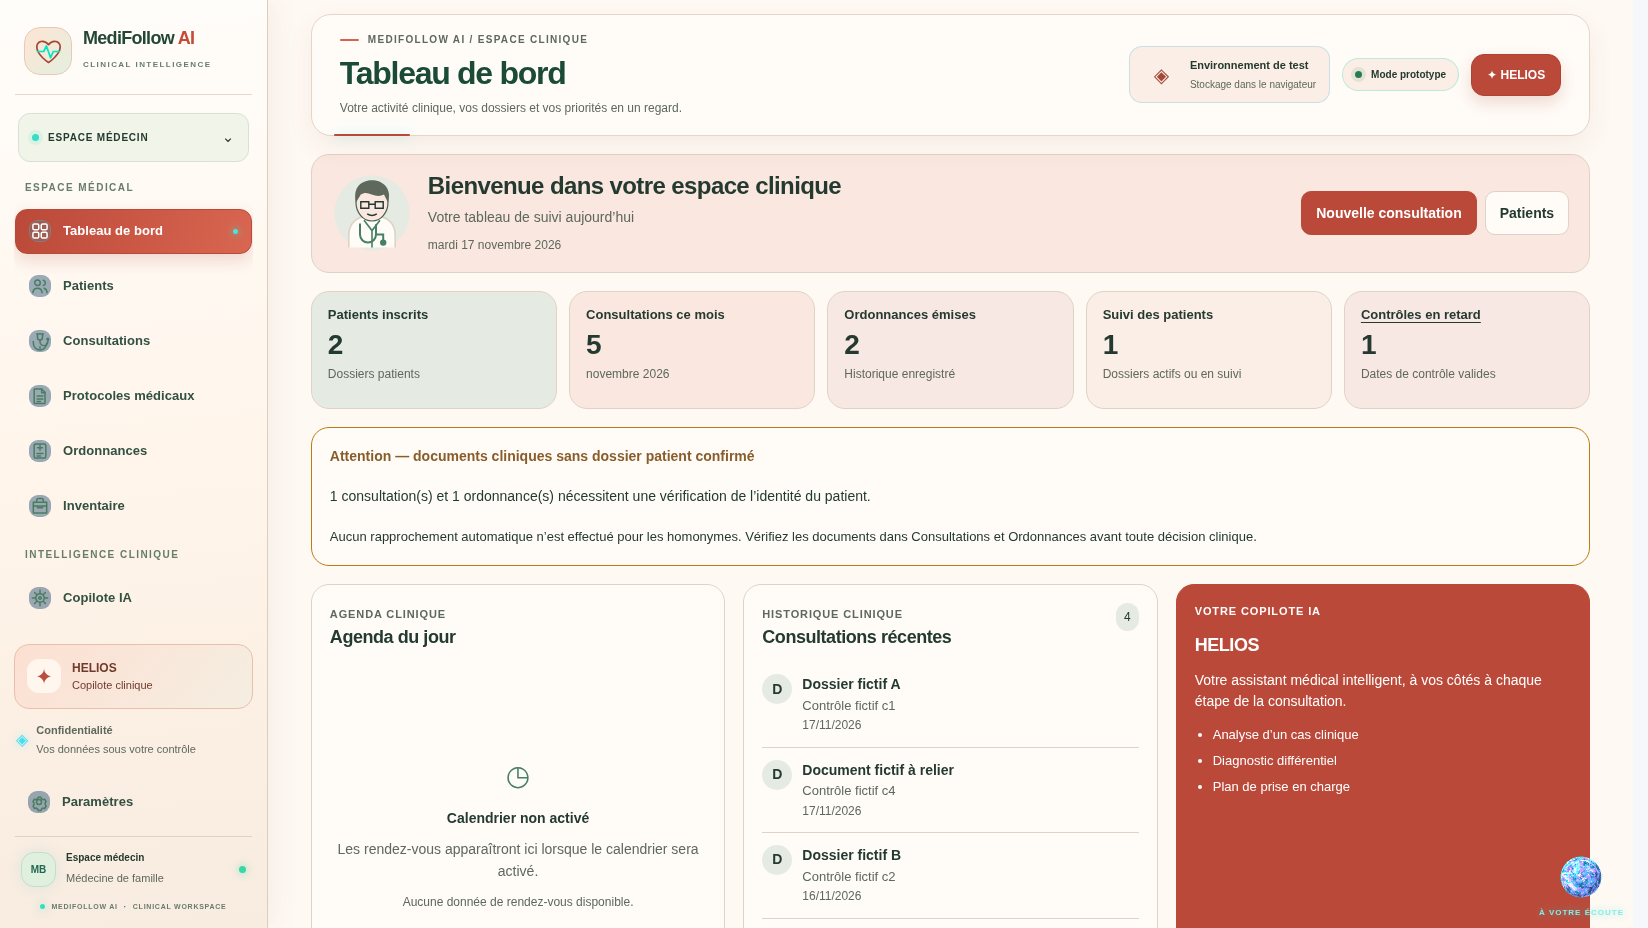 MediFollow AI
CLINICAL INTELLIGENCE
ESPACE MÉDECIN
ESPACE MÉDICAL
Tableau de bord
Patients
Consultations
Protocoles médicaux
Ordonnances
Inventaire
INTELLIGENCE CLINIQUE
Copilote IA
HELIOS
Copilote clinique
Confidentialité
Vos données sous votre contrôle
Paramètres
MB
Espace médecin
Médecine de famille
MEDIFOLLOW AI · CLINICAL WORKSPACE
MEDIFOLLOW AI / ESPACE CLINIQUE
Tableau de bord
Votre activité clinique, vos dossiers et vos priorités en un regard.
Environnement de test
Stockage dans le navigateur
Mode prototype
HELIOS
Bienvenue dans votre espace clinique
Votre tableau de suivi aujourd’hui
mardi 17 novembre 2026
Nouvelle consultation
Patients
Patients inscrits
2
Dossiers patients
Consultations ce mois
5
novembre 2026
Ordonnances émises
2
Historique enregistré
Suivi des patients
1
Dossiers actifs ou en suivi
Contrôles en retard
1
Dates de contrôle valides
Attention — documents cliniques sans dossier patient confirmé
1 consultation(s) et 1 ordonnance(s) nécessitent une vérification de l’identité du patient.
Aucun rapprochement automatique n’est effectué pour les homonymes. Vérifiez les documents dans Consultations et Ordonnances avant toute décision clinique.
AGENDA CLINIQUE
Agenda du jour
Calendrier non activé
Les rendez-vous apparaîtront ici lorsque le calendrier sera
activé.
Aucune donnée de rendez-vous disponible.
HISTORIQUE CLINIQUE
Consultations récentes
4
D
Dossier fictif A
Contrôle fictif c1
17/11/2026
D
Document fictif à relier
Contrôle fictif c4
17/11/2026
D
Dossier fictif B
Contrôle fictif c2
16/11/2026
VOTRE COPILOTE IA
HELIOS
Votre assistant médical intelligent, à vos côtés à chaque
étape de la consultation.
Analyse d’un cas clinique
Diagnostic différentiel
Plan de prise en charge
À VOTRE ÉCOUTE